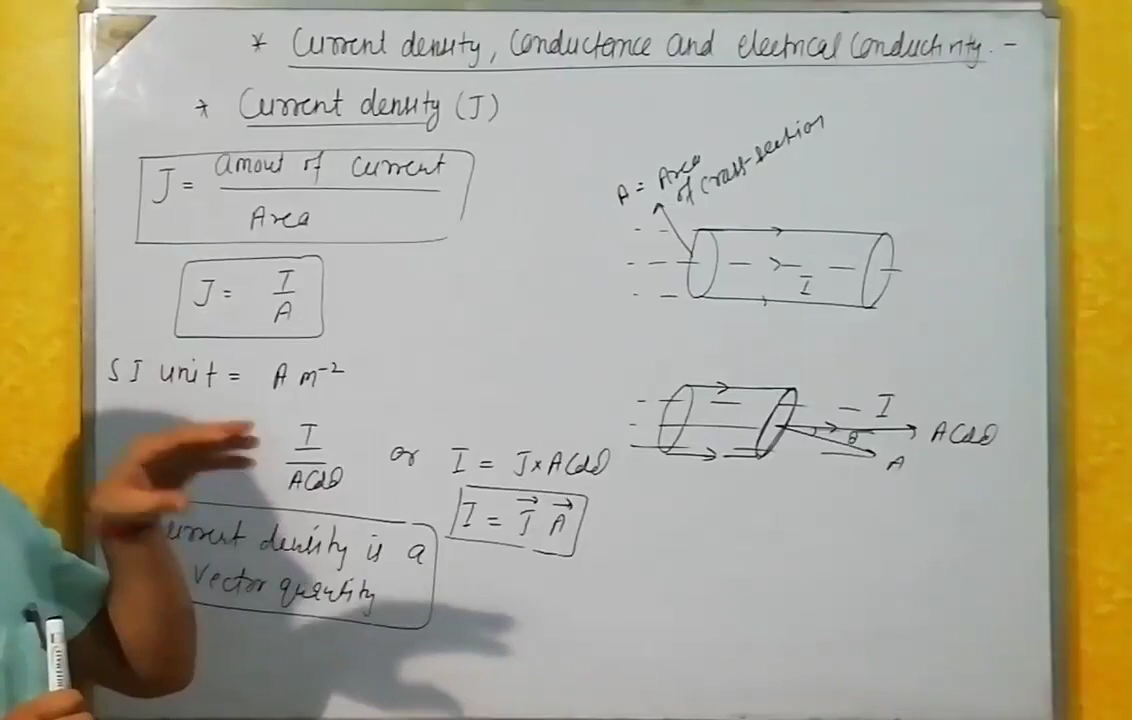 * Current density, Conductance and electrical Conductivity. -
* Current density (J)
J = amout of current
Area
J = I
A
SI unit = A m⁻²
I
ACosθ
or I = J×ACosθ
I = J⃗ A⃗
urrent density is a
vector quantity
A = Area
of cross-section
I
I
ACosθ
θ
A